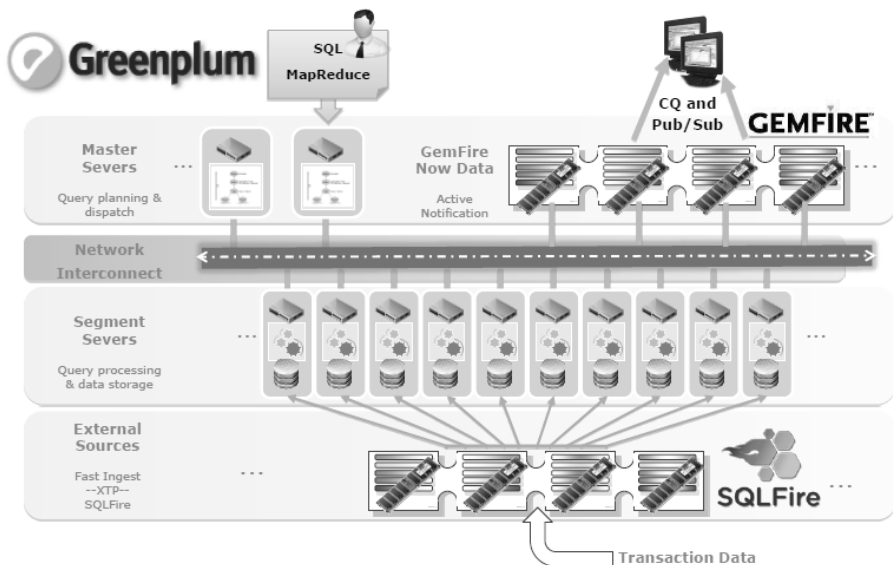 Greenplum
SQL
MapReduce
CQ and
Pub/Sub
GEMFIRE™
Master
Severs
...
Query planning &
dispatch
GemFire
Now Data
Active
Notification
...
Network
Interconnect
Segment
Severs
...
...
Query processing
& data storage
External
Sources
Fast Ingest
--XTP--
SQLFire
...
SQLFire
...
Transaction Data